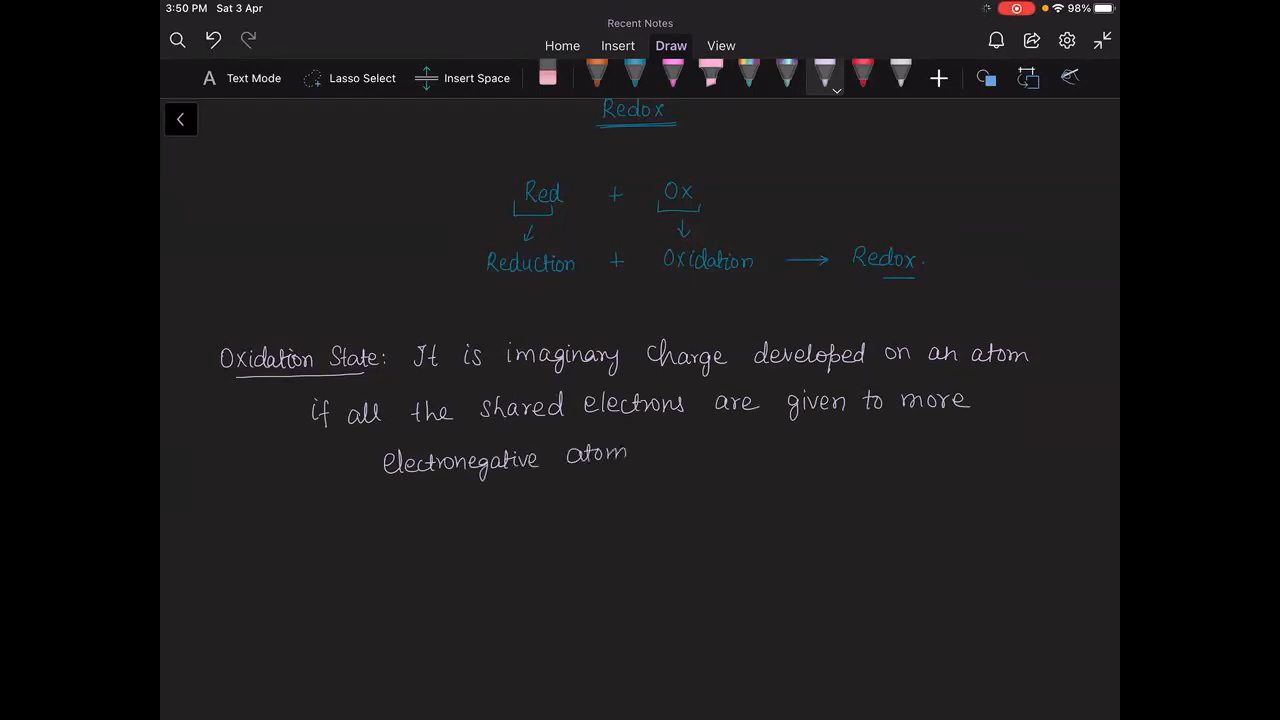 3:50 PM Sat 3 Apr
98%
Recent Notes
Home Insert Draw View
Text Mode Lasso Select Insert Space
Redox
Red + Ox
Reduction + Oxidation → Redox.
Oxidation State: It is imaginary charge developed on an atom
if all the shared electrons are given to more
electronegative atom